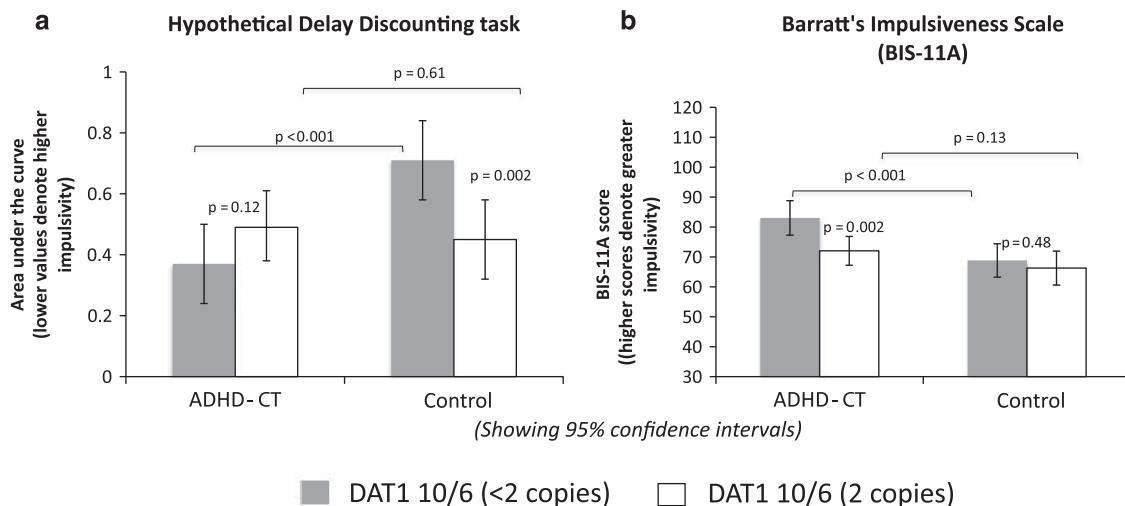 a
Hypothetical Delay Discounting task
Area under the curve
(lower values denote higher
impulsivity)
1
0.8
0.6
0.4
0.2
0
p = 0.61
p <0.001
p = 0.12
p = 0.002
ADHD - CT
Control
b
Barratt's Impulsiveness Scale
(BIS-11A)
BIS-11A score
((higher scores denote greater
impulsivity)
120
110
100
90
80
70
60
50
40
30
p = 0.13
p < 0.001
p = 0.002
p=0.48
ADHD - CT
Control
(Showing 95% confidence intervals)
DAT1 10/6 (<2 copies)
DAT1 10/6 (2 copies)